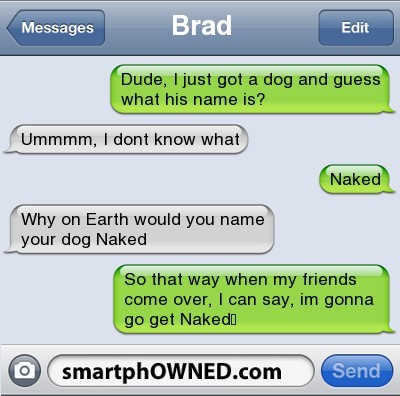 Messages
Brad
Edit
Dude, I just got a dog and guess
what his name is?
Ummmm, I dont know what
Naked
Why on Earth would you name
your dog Naked
So that way when my friends
come over, I can say, im gonna
go get Naked▯
smartphOWNED.com
Send